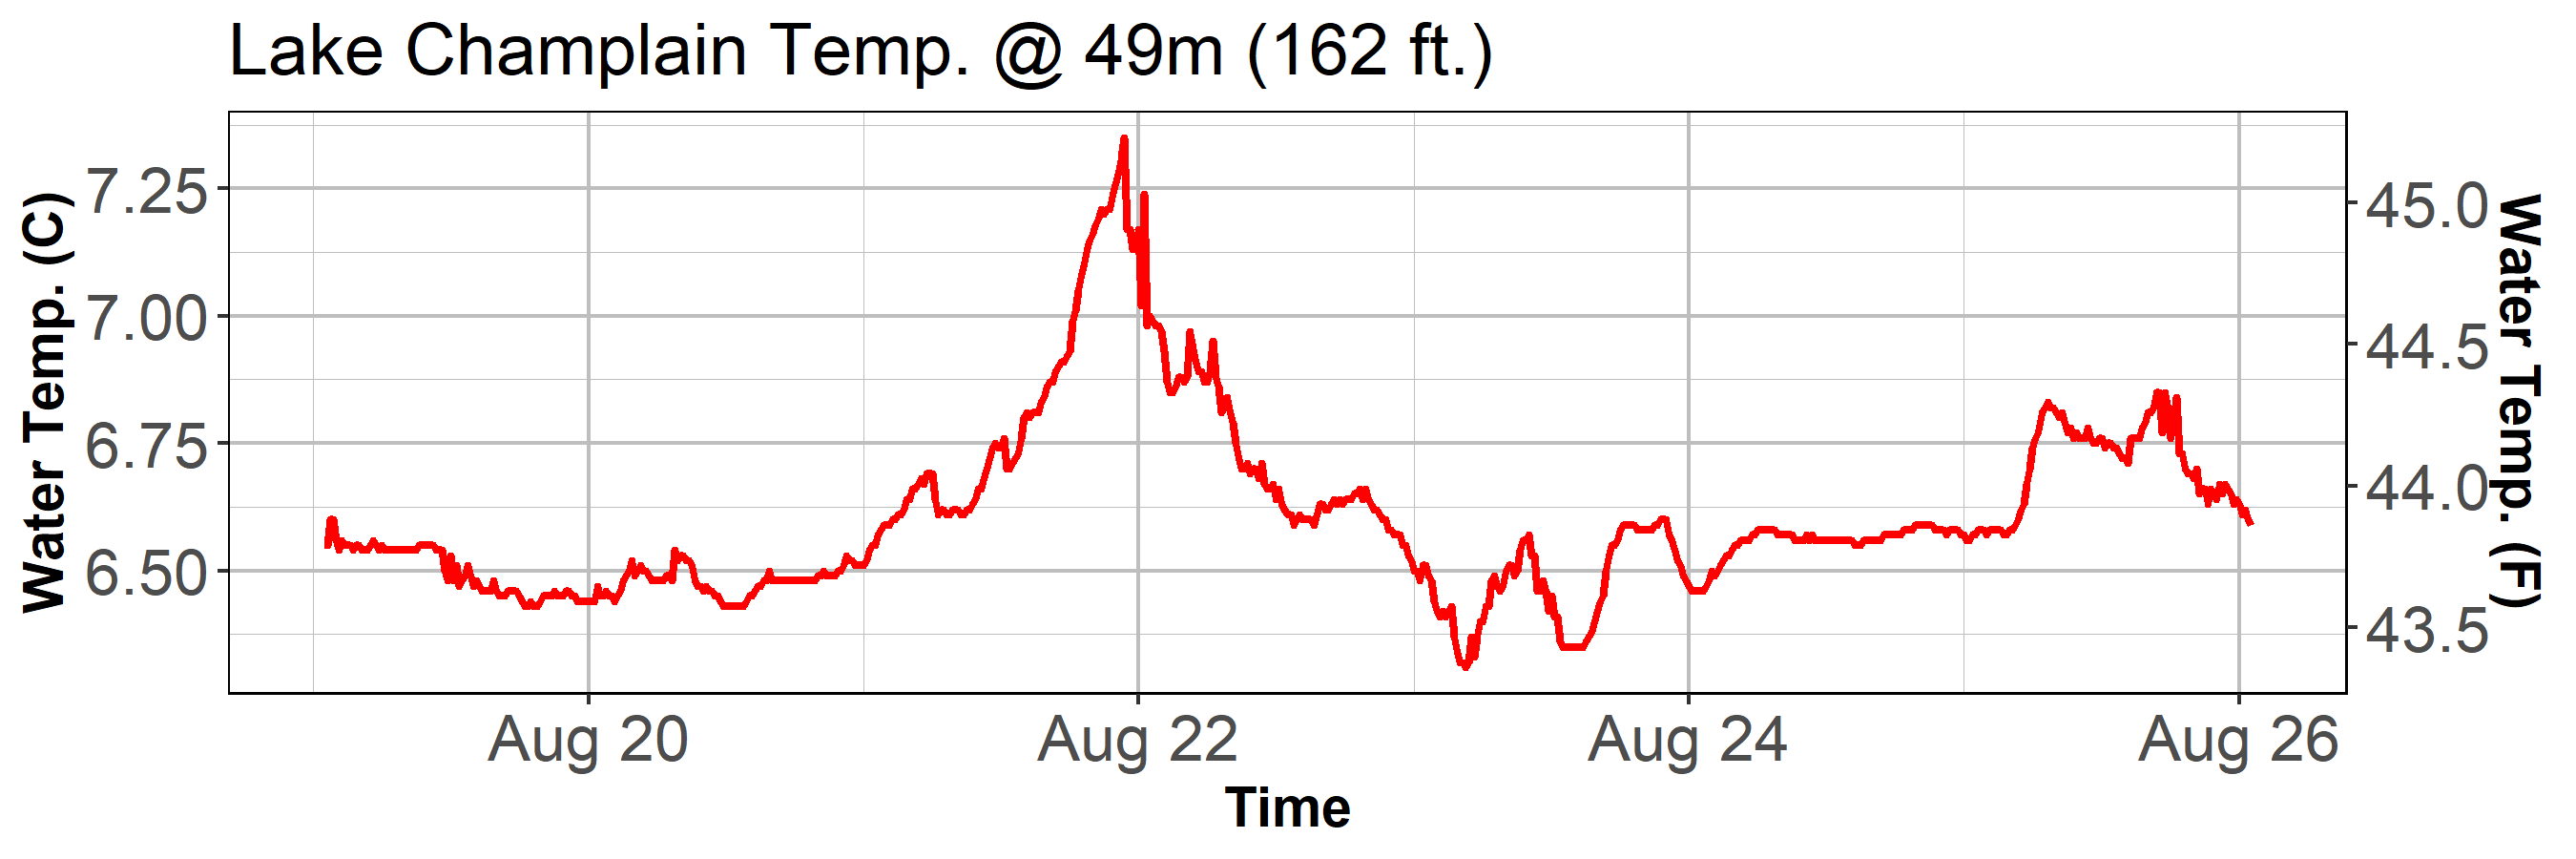 Lake Champlain Temp. @ 49m (162 ft.)
Water Temp. (C)
7.25
7.00
6.75
6.50
45.0
44.5
44.0
43.5
Water Temp. (F)
Aug 20
Aug 22
Aug 24
Aug 26
Time